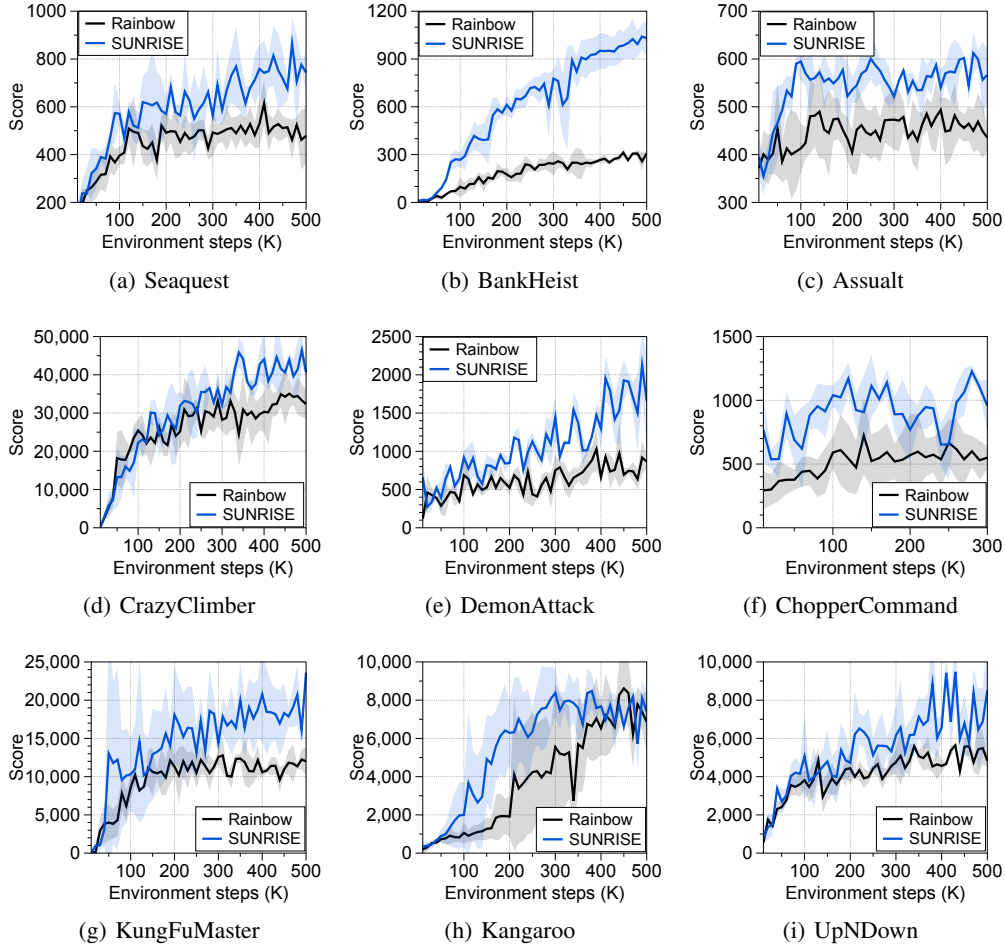 Rainbow
SUNRISE
Score
1000
800
600
400
200
100 200 300 400 500
Environment steps (K)
(a) Seaquest
Rainbow
SUNRISE
Score
1200
900
600
300
0
100 200 300 400 500
Environment steps (K)
(b) BankHeist
Rainbow
SUNRISE
Score
700
600
500
400
300
100 200 300 400 500
Environment steps (K)
(c) Assualt
Rainbow
SUNRISE
Score
50,000
40,000
30,000
20,000
10,000
0
100 200 300 400 500
Environment steps (K)
(d) CrazyClimber
Rainbow
SUNRISE
Score
2500
2000
1500
1000
500
0
100 200 300 400 500
Environment steps (K)
(e) DemonAttack
Rainbow
SUNRISE
Score
1500
1000
500
0
100 200 300
Environment steps (K)
(f) ChopperCommand
Rainbow
SUNRISE
Score
25,000
20,000
15,000
10,000
5,000
0
100 200 300 400 500
Environment steps (K)
(g) KungFuMaster
Rainbow
SUNRISE
Score
10,000
8,000
6,000
4,000
2,000
0
100 200 300 400 500
Environment steps (K)
(h) Kangaroo
Rainbow
SUNRISE
Score
10,000
8,000
6,000
4,000
2,000
0
100 200 300 400 500
Environment steps (K)
(i) UpNDown